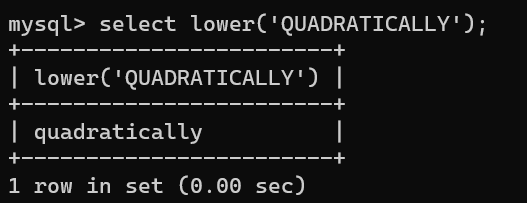 mysql> select lower('QUADRATICALLY');
+------------------------+
| lower('QUADRATICALLY') |
+------------------------+
| quadratically          |
+------------------------+
1 row in set (0.00 sec)